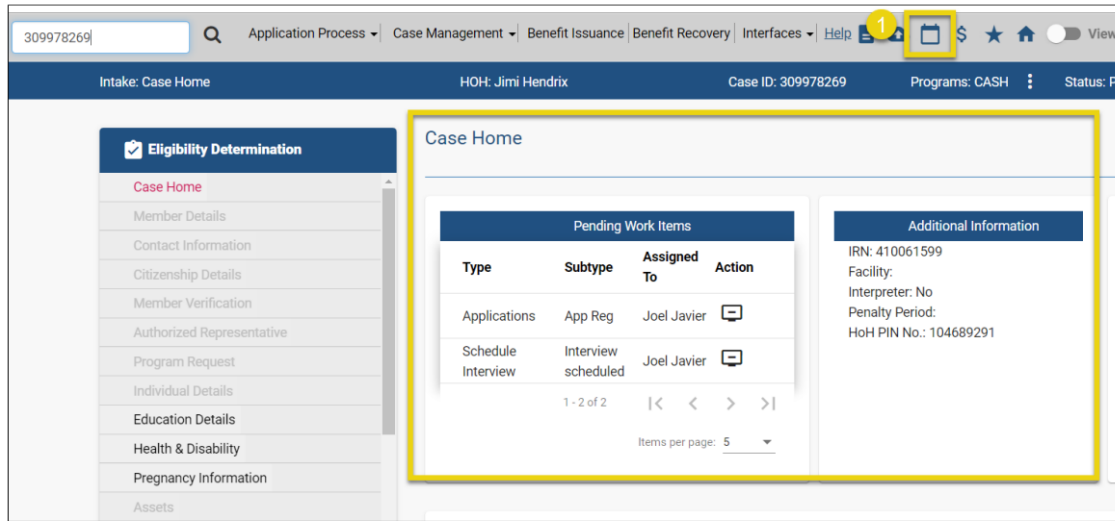 309978269
Application Process
Case Management
Benefit Issuance
Benefit Recovery
Interfaces
Help
1
$
View
Intake: Case Home
HOH: Jimi Hendrix
Case ID: 309978269
Programs: CASH
Status: P
Eligibility Determination
Case Home
Member Details
Contact Information
Citizenship Details
Member Verification
Authorized Representative
Program Request
Individual Details
Education Details
Health & Disability
Pregnancy Information
Assets
Case Home
Pending Work Items
Type Subtype Assigned To Action
Applications App Reg Joel Javier
Schedule Interview Interview scheduled Joel Javier
1 - 2 of 2
Items per page: 5
Additional Information
IRN: 410061599
Facility:
Interpreter: No
Penalty Period:
HoH PIN No.: 104689291